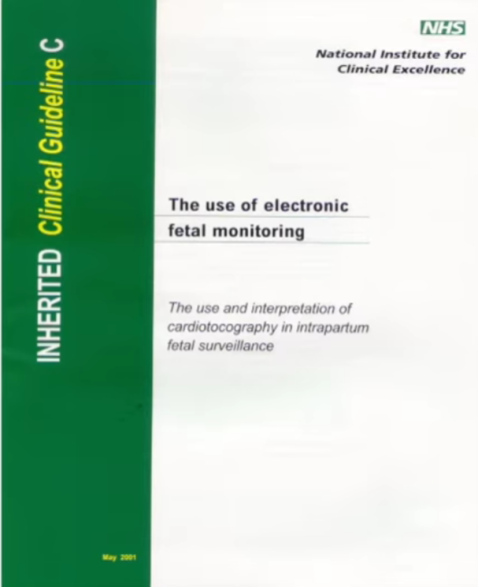 NHS
National Institute for
Clinical Excellence
INHERITED Clinical Guideline C
The use of electronic
fetal monitoring
The use and interpretation of
cardiotocography in intrapartum
fetal surveillance
May 2001